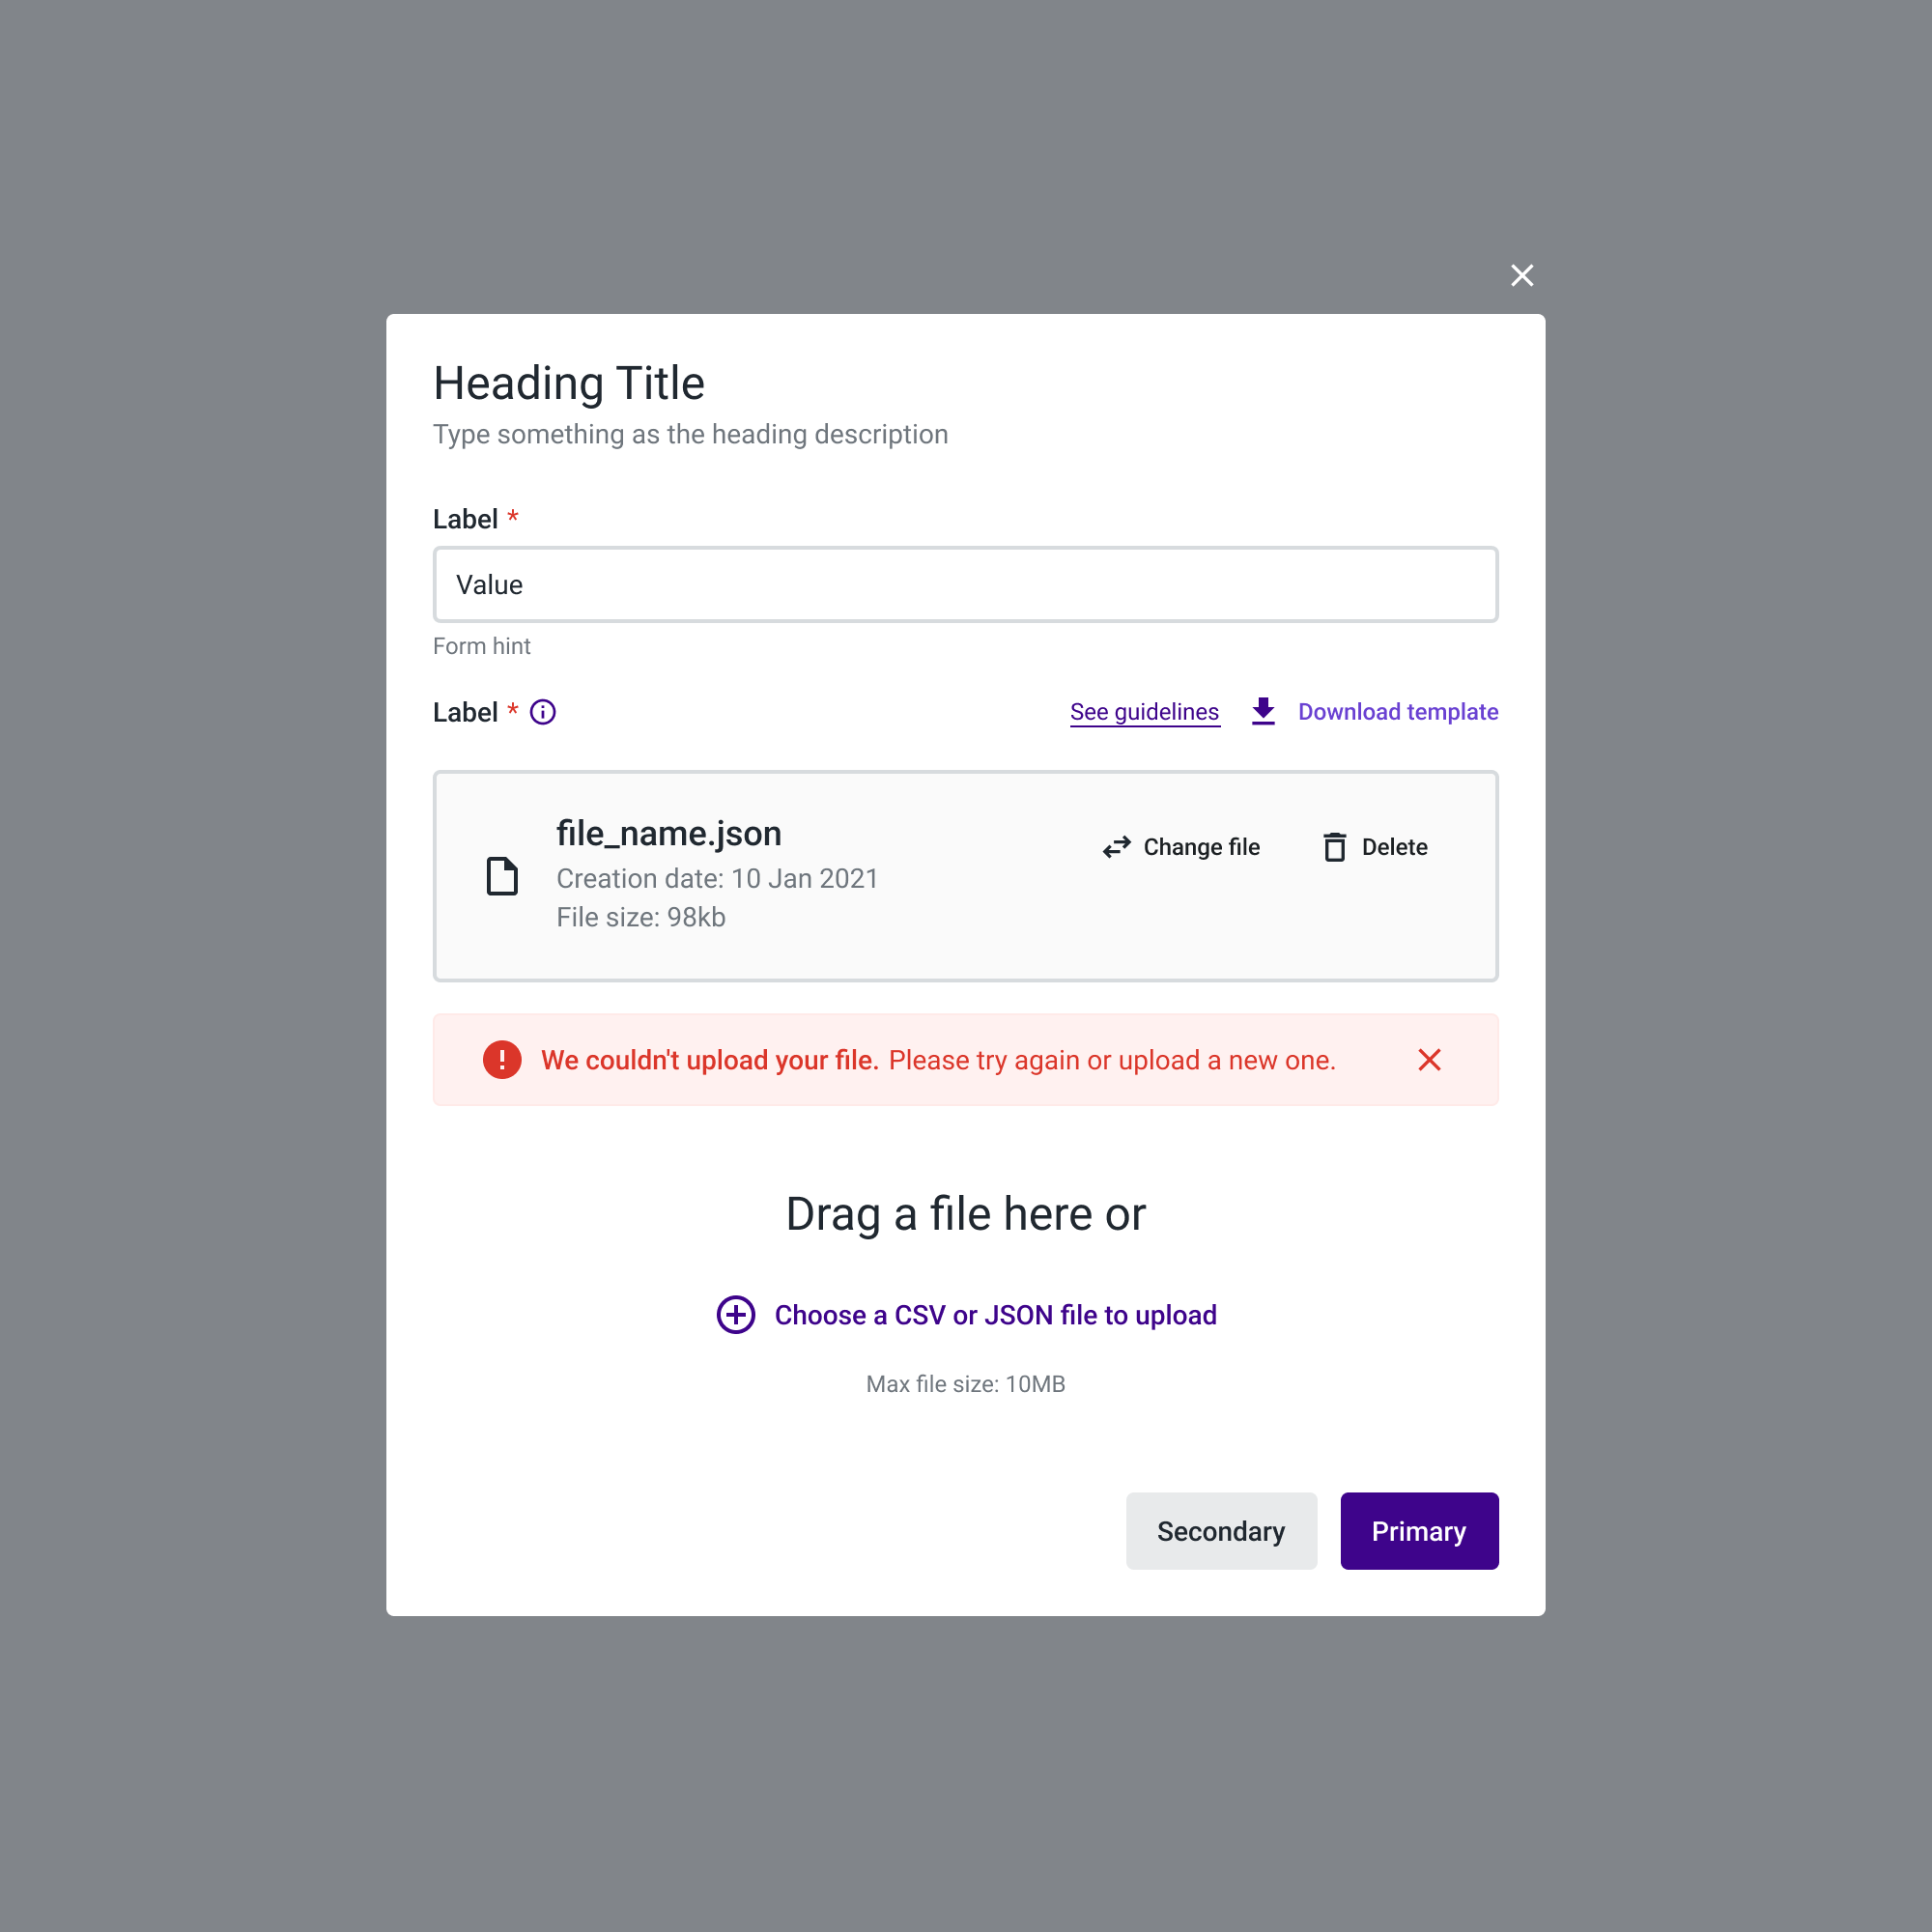 Heading Title
Type something as the heading description
Label *
Value
Form hint
Label * See guidelines Download template
file_name.json
Change file Delete
Creation date: 10 Jan 2021
File size: 98kb
We couldn't upload your file. Please try again or upload a new one.
Drag a file here or
Choose a CSV or JSON file to upload
Max file size: 10MB
Secondary Primary